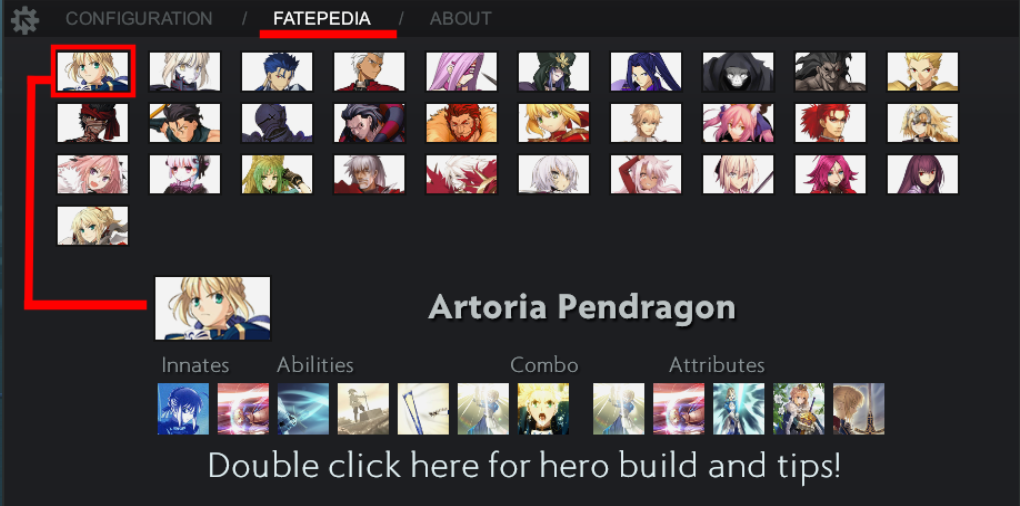 CONFIGURATION / FATEPEDIA / ABOUT
Artoria Pendragon
Innates Abilities Combo Attributes
Double click here for hero build and tips!